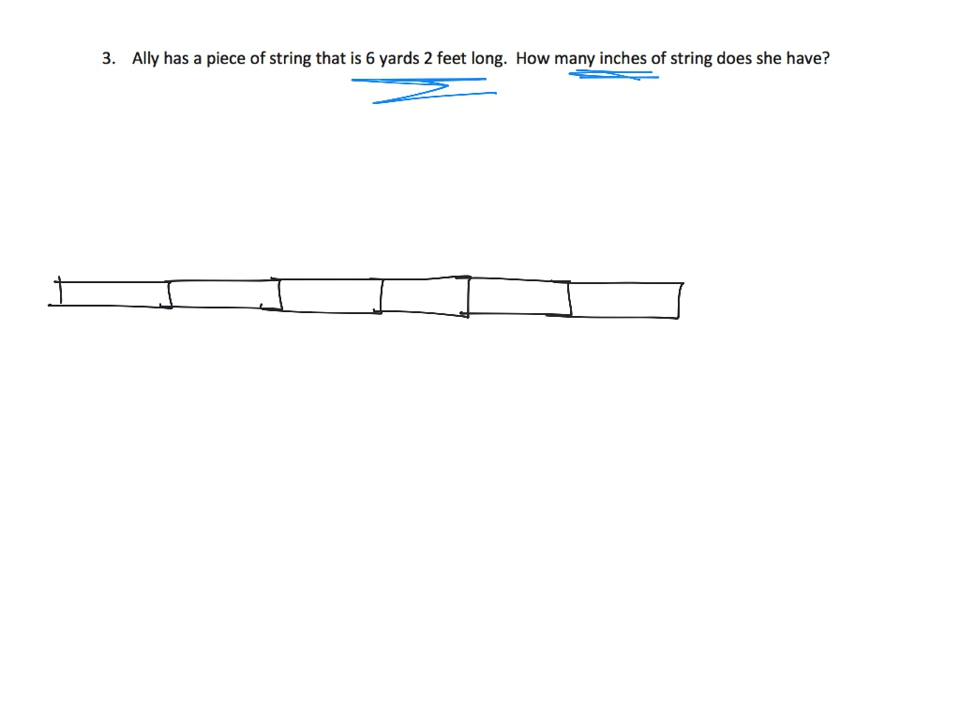 3. Ally has a piece of string that is 6 yards 2 feet long. How many inches of string does she have?